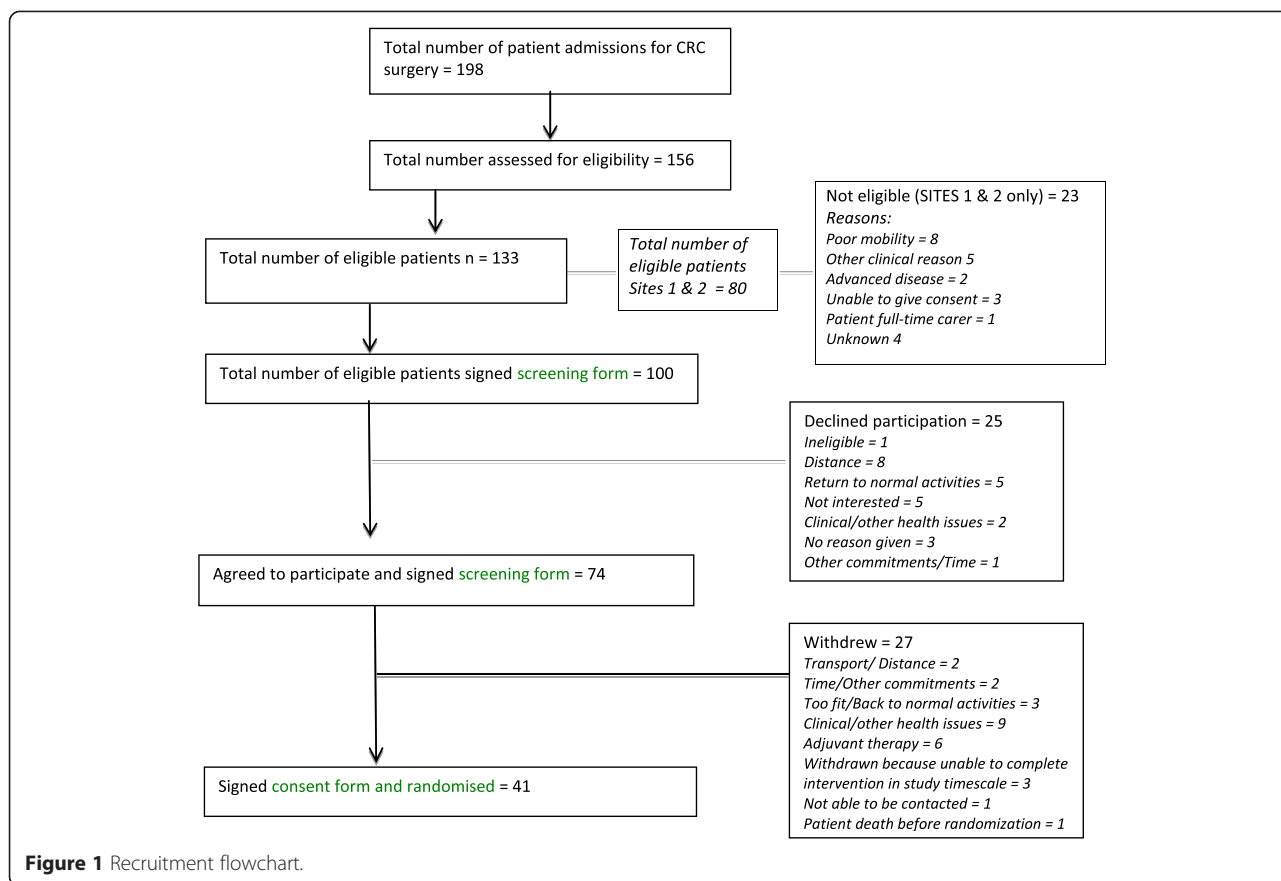 Total number of patient admissions for CRC
surgery = 198
Total number assessed for eligibility = 156
Not eligible (SITES 1 & 2 only) = 23
Reasons:
Poor mobility = 8
Other clinical reason 5
Advanced disease = 2
Unable to give consent = 3
Patient full-time carer = 1
Unknown 4
Total number of eligible patients n = 133
Total number of
eligible patients
Sites 1 & 2 = 80
Total number of eligible patients signed screening form = 100
Declined participation = 25
Ineligible = 1
Distance = 8
Return to normal activities = 5
Not interested = 5
Clinical/other health issues = 2
No reason given = 3
Other commitments/Time = 1
Agreed to participate and signed screening form = 74
Withdrew = 27
Transport/ Distance = 2
Time/Other commitments = 2
Too fit/Back to normal activities = 3
Clinical/other health issues = 9
Adjuvant therapy = 6
Withdrawn because unable to complete
intervention in study timescale = 3
Not able to be contacted = 1
Patient death before randomization = 1
Signed consent form and randomised = 41
Figure 1 Recruitment flowchart.